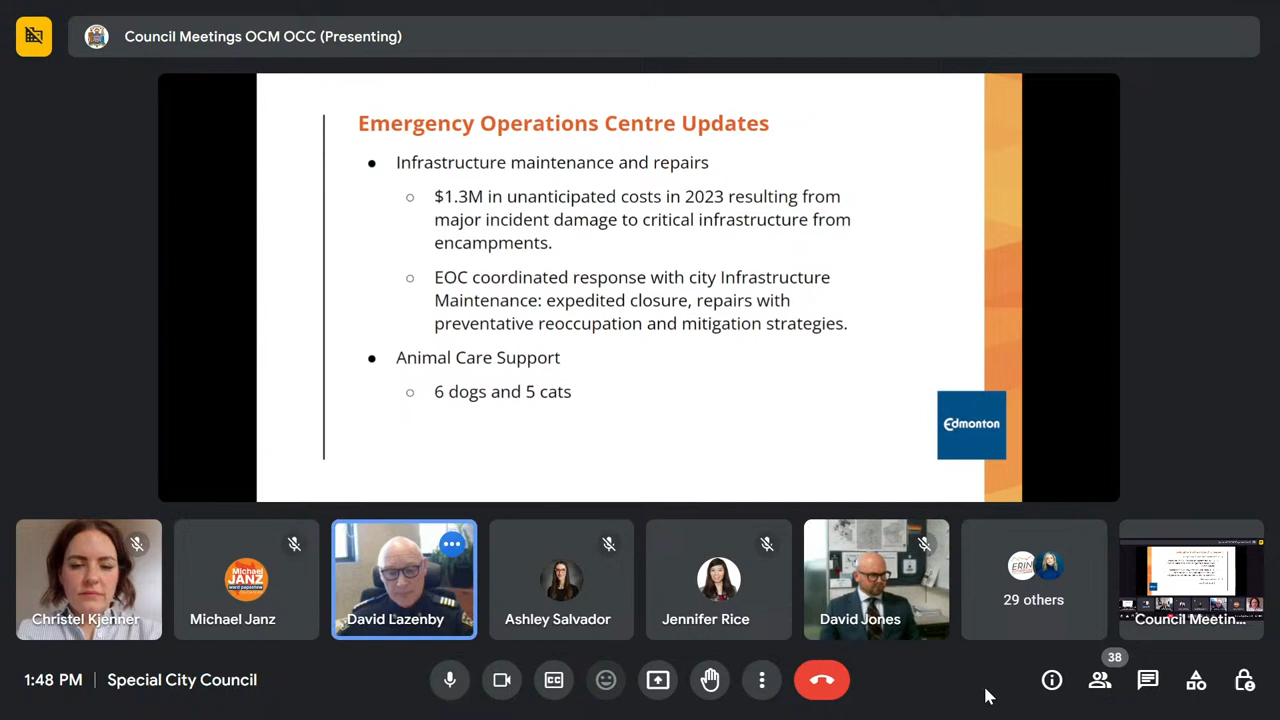 Council Meetings OCM OCC (Presenting)
Emergency Operations Centre Updates
● Infrastructure maintenance and repairs
○ $1.3M in unanticipated costs in 2023 resulting from
major incident damage to critical infrastructure from
encampments.
○ EOC coordinated response with city Infrastructure
Maintenance: expedited closure, repairs with
preventative reoccupation and mitigation strategies.
● Animal Care Support
○ 6 dogs and 5 cats
Edmonton
Michael
JANZ
ERIN
29 others
Christel Kjenner
Michael Janz
David Lazenby
Ashley Salvador
Jennifer Rice
David Jones
Council Meetin...
38
1:48 PM | Special City Council
CC